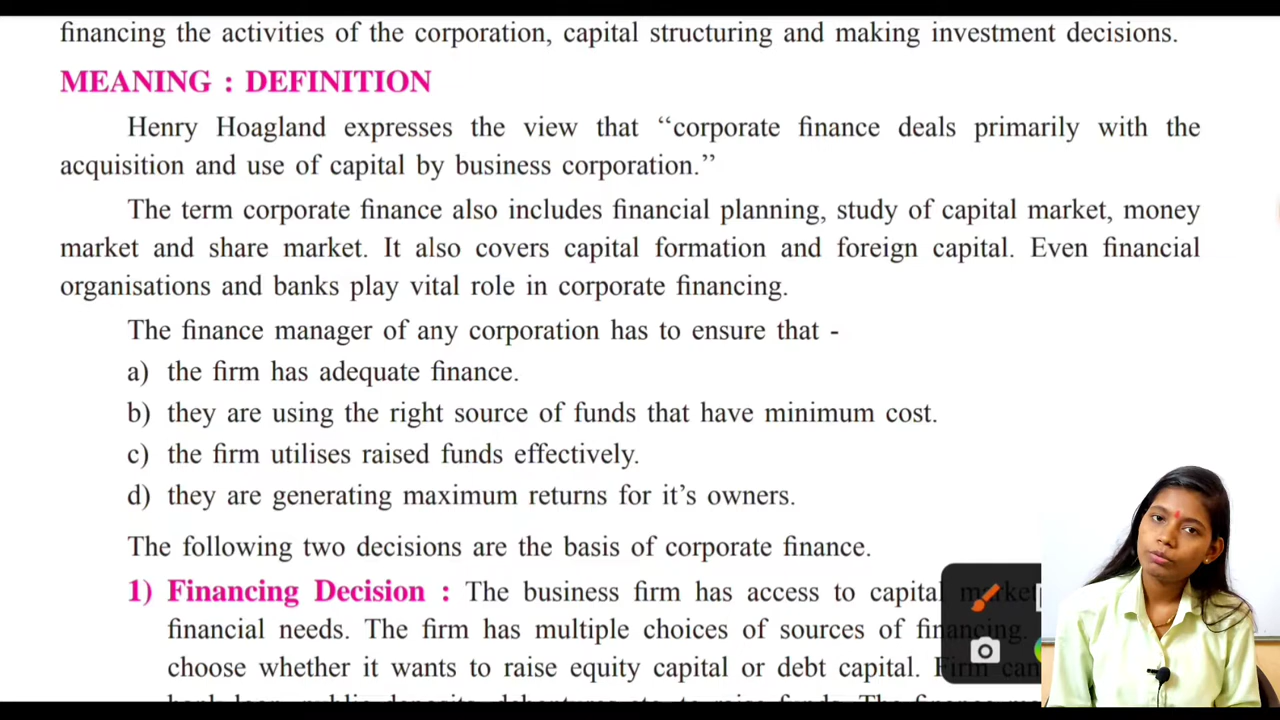 financing the activities of the corporation, capital structuring and making investment decisions.
MEANING : DEFINITION
Henry Hoagland expresses the view that “corporate finance deals primarily with the
acquisition and use of capital by business corporation.”
The term corporate finance also includes financial planning, study of capital market, money
market and share market. It also covers capital formation and foreign capital. Even financial
organisations and banks play vital role in corporate financing.
The finance manager of any corporation has to ensure that -
a) the firm has adequate finance.
b) they are using the right source of funds that have minimum cost.
c) the firm utilises raised funds effectively.
d) they are generating maximum returns for it’s owners.
The following two decisions are the basis of corporate finance.
1) Financing Decision : The business firm has access to capital market
financial needs. The firm has multiple choices of sources of financing.
choose whether it wants to raise equity capital or debt capital. Firm can